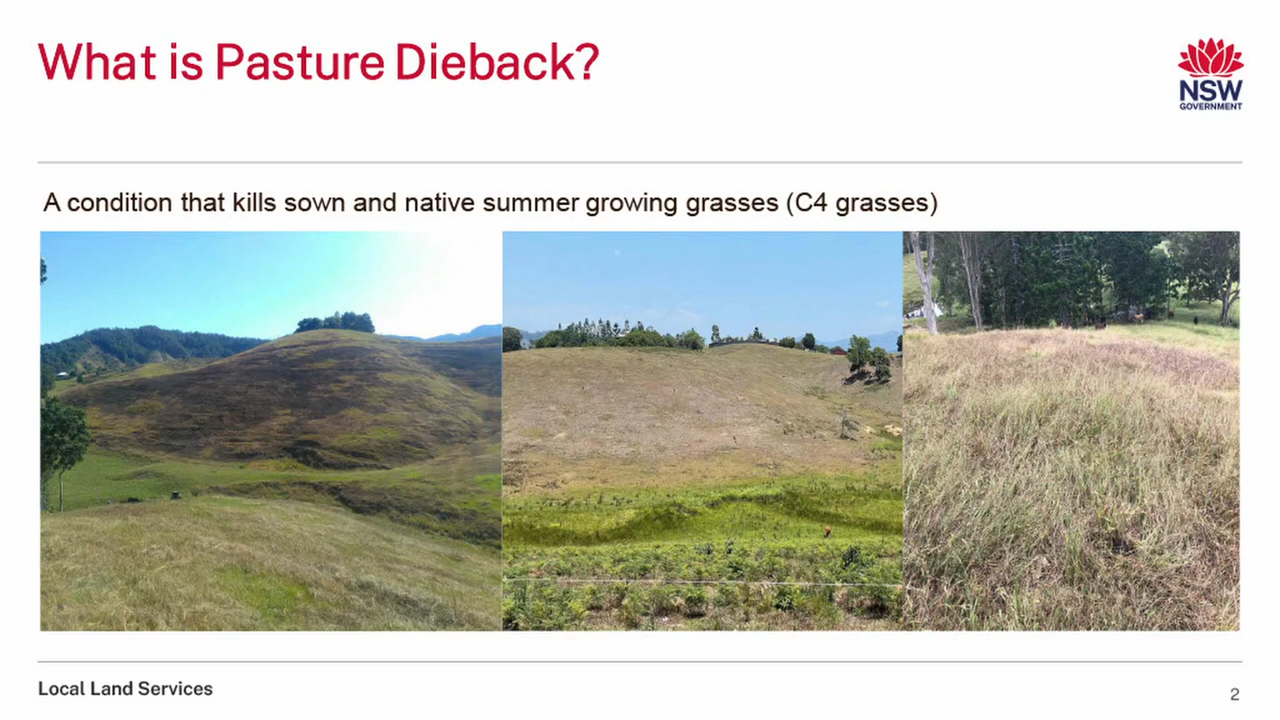 What is Pasture Dieback?
NSW
GOVERNMENT
A condition that kills sown and native summer growing grasses (C4 grasses)
Local Land Services
2